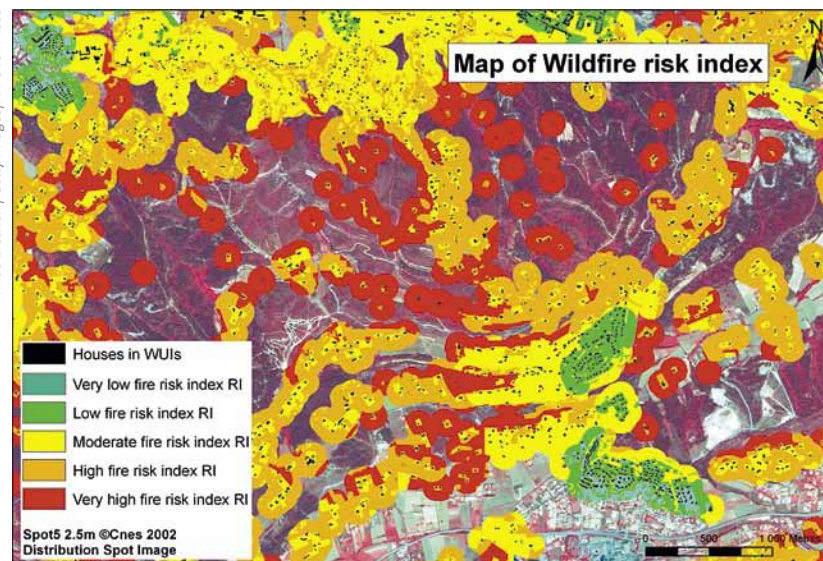 Map of Wildfire risk index
N
Houses in WUIs
Very low fire risk index RI
Low fire risk index RI
Moderate fire risk index RI
High fire risk index RI
Very high fire risk index RI
Spot5 2.5m ©Cnes 2002
Distribution Spot Image
0 500 1 000 Metres